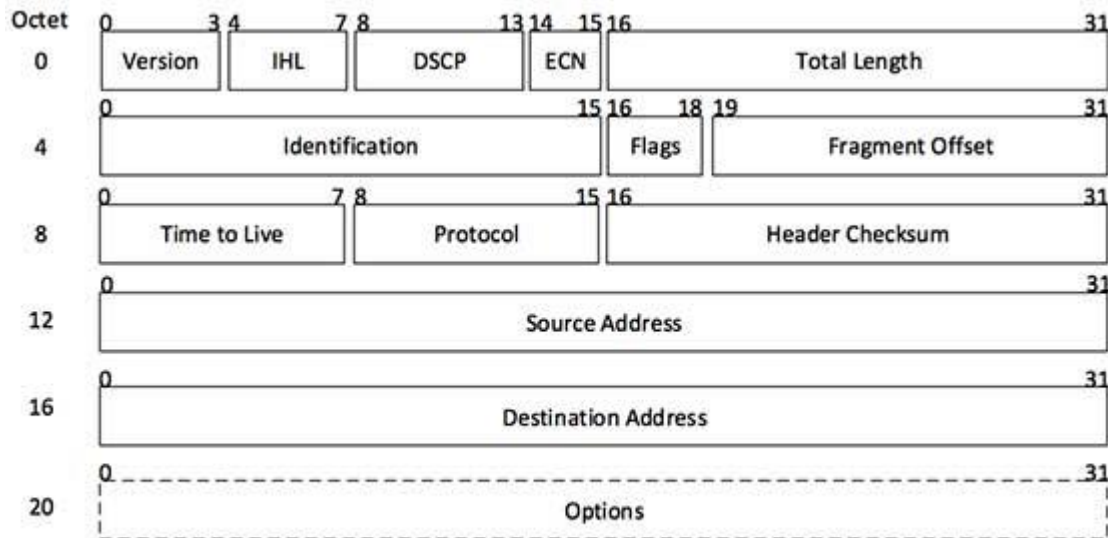 Octet 0 3 4 7 8 13 14 15 16 31
0 Version IHL DSCP ECN Total Length
0 15 16 18 19 31
4 Identification Flags Fragment Offset
0 7 8 15 16 31
8 Time to Live Protocol Header Checksum
0 31
12 Source Address
0 31
16 Destination Address
0 31
20 Options